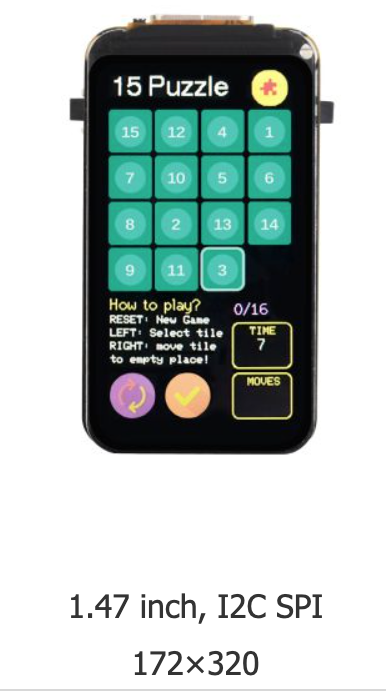 15 Puzzle
15 12 4 1
7 10 5 6
8 2 13 14
9 11 3
How to play?
0/16
RESET: New Game
LEFT: Select tile
RIGHT: move tile
to empty place!
TIME
7
MOVES
1.47 inch, I2C SPI
172×320